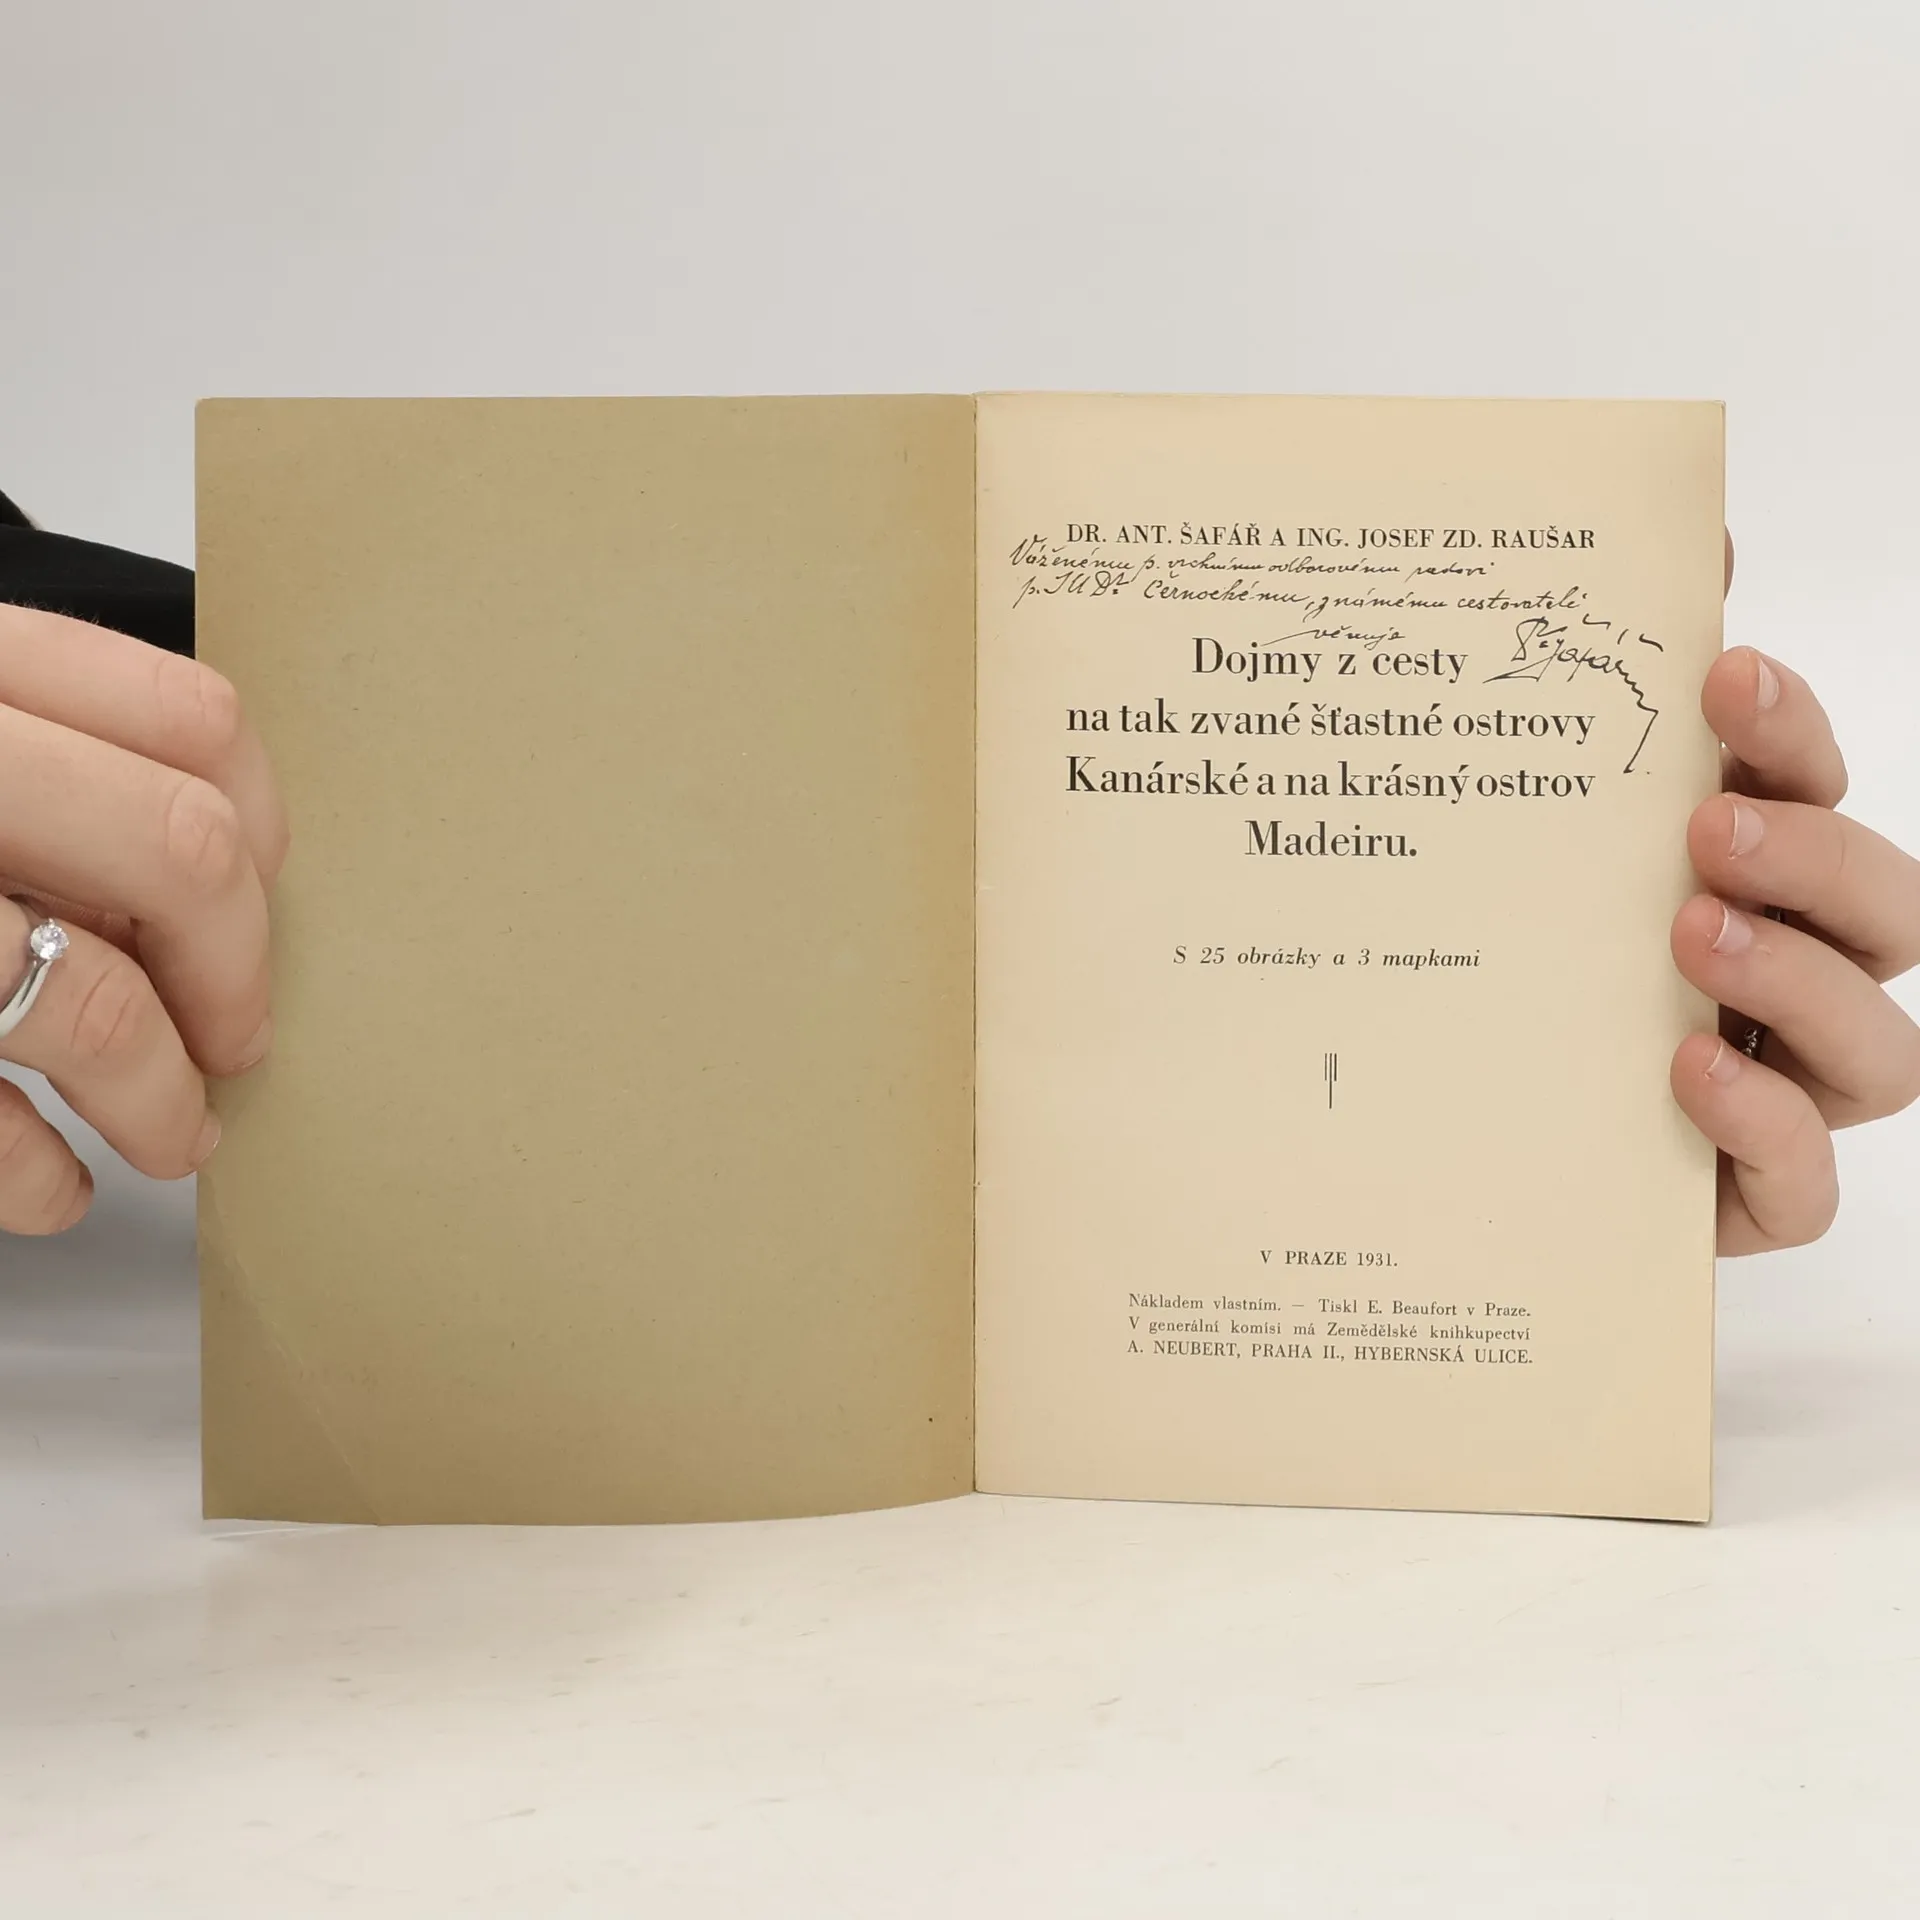 DR. ANT. ŠAFÁŘ A ING. JOSEF ZD. RAUŠAR
Váženému p. vrchnímu odborovému radovi
p. JUDr. Černockému, známému cestovateli
věnuje
Dr. Šafář
Dojmy z cesty
na tak zvané šťastné ostrovy
Kanárské a na krásný ostrov
Madeiru.
S 25 obrázky a 3 mapkami
V PRAZE 1931.
Nákladem vlastním. — Tiskl E. Beaufort v Praze.
V generální komisi má Zemědělské knihkupectví
A. NEUBERT, PRAHA II., HYBERNSKÁ ULICE.